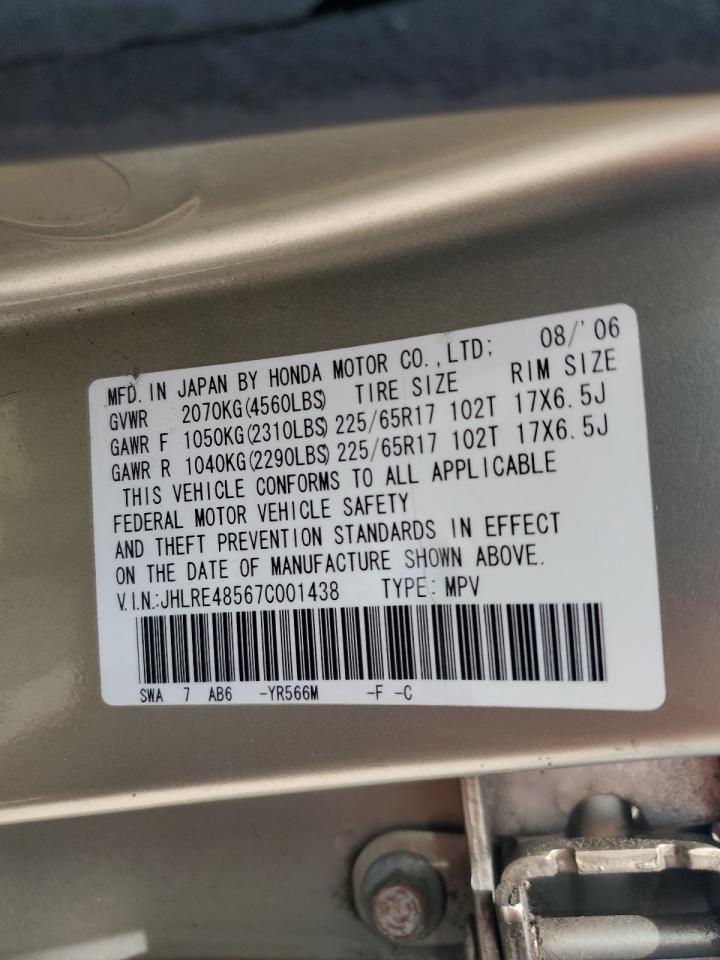 MFD. IN JAPAN BY HONDA MOTOR CO.,LTD; 08/'06
GVWR 2070KG(4560LBS) TIRE SIZE RIM SIZE
GAWR F 1050KG(2310LBS) 225/65R17 102T 17X6.5J
GAWR R 1040KG(2290LBS) 225/65R17 102T 17X6.5J
THIS VEHICLE CONFORMS TO ALL APPLICABLE
FEDERAL MOTOR VEHICLE SAFETY
AND THEFT PREVENTION STANDARDS IN EFFECT
ON THE DATE OF MANUFACTURE SHOWN ABOVE.
V.I.N.:JHLRE48567C001438 TYPE: MPV
SWA 7 AB6 -YR566M -F -C